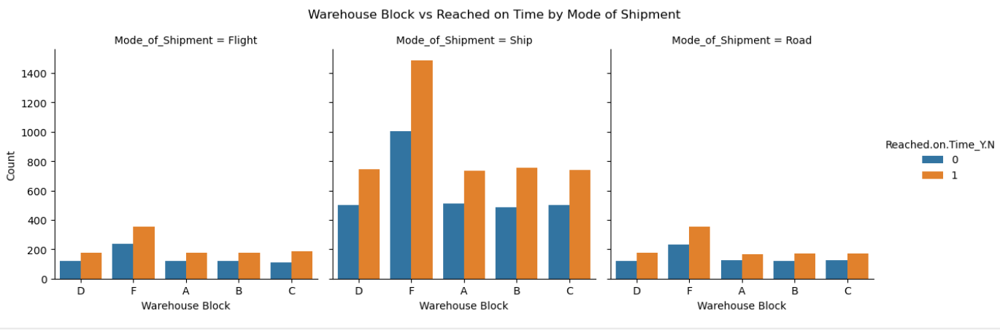 Warehouse Block vs Reached on Time by Mode of Shipment
Mode_of_Shipment = Flight
Mode_of_Shipment = Ship
Mode_of_Shipment = Road
1400
1200
1000
800
600
400
200
0
Count
D F A B C
Warehouse Block
D F A B C
Warehouse Block
D F A B C
Warehouse Block
Reached.on.Time_Y.N
0
1